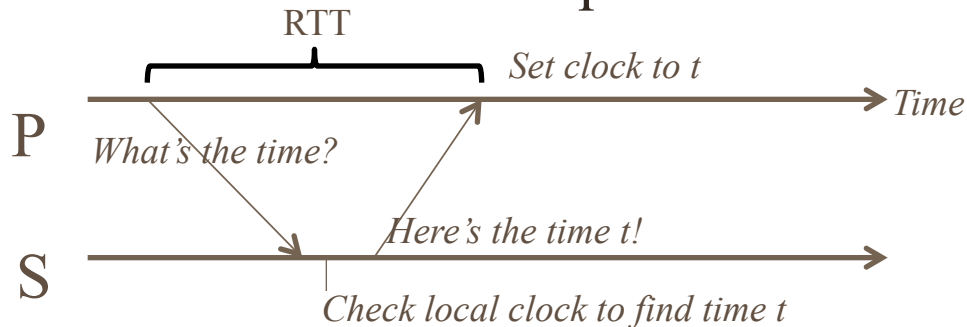 RTT
Set clock to t
Time
P
What's the time?
Here's the time t!
S
Check local clock to find time t